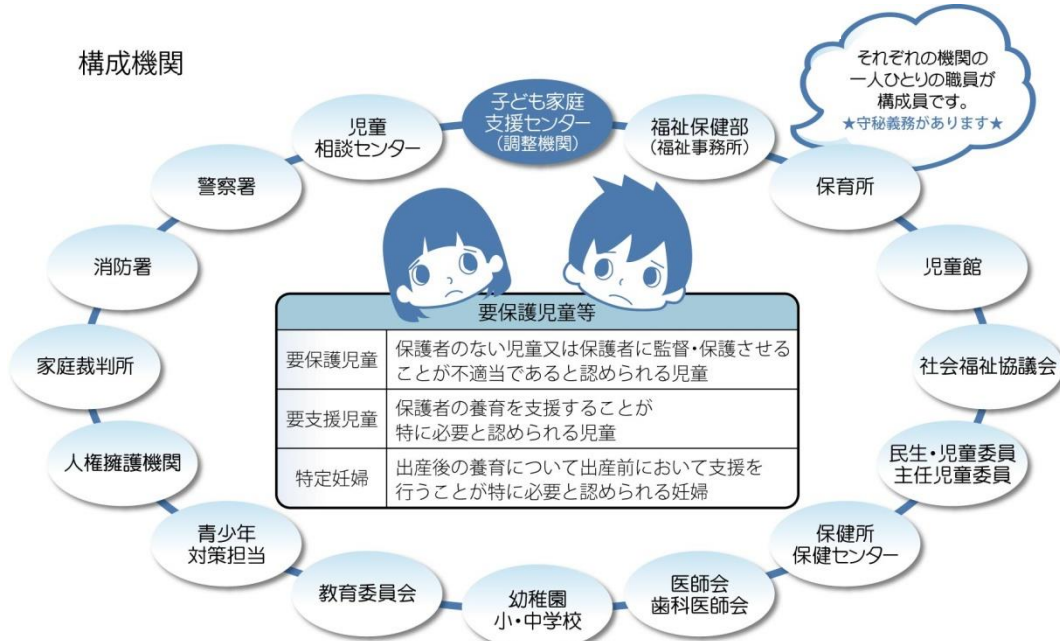 構成機関
それぞれの機関の
一人ひとりの職員が
構成員です。
★守秘義務があります★
子ども家庭
支援センター
(調整機関)
福祉保健部
(福祉事務所)
保育所
児童館
社会福祉協議会
民生・児童委員
主任児童委員
保健所
保健センター
医師会
歯科医師会
幼稚園
小・中学校
教育委員会
青少年
対策担当
人権擁護機関
家庭裁判所
消防署
警察署
児童
相談センター
要保護児童等
要保護児童
保護者のない児童又は保護者に監督・保護させる
ことが不適当であると認められる児童
要支援児童
保護者の養育を支援することが
特に必要と認められる児童
特定妊婦
出産後の養育について出産前において支援を
行うことが特に必要と認められる妊婦